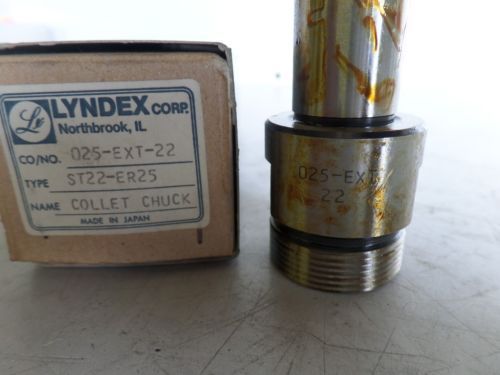 LYNDEX CORP.
Northbrook, IL
CO/NO. 025-EXT-22
TYPE ST22-ER25
NAME COLLET CHUCK
MADE IN JAPAN
025-EXT
22